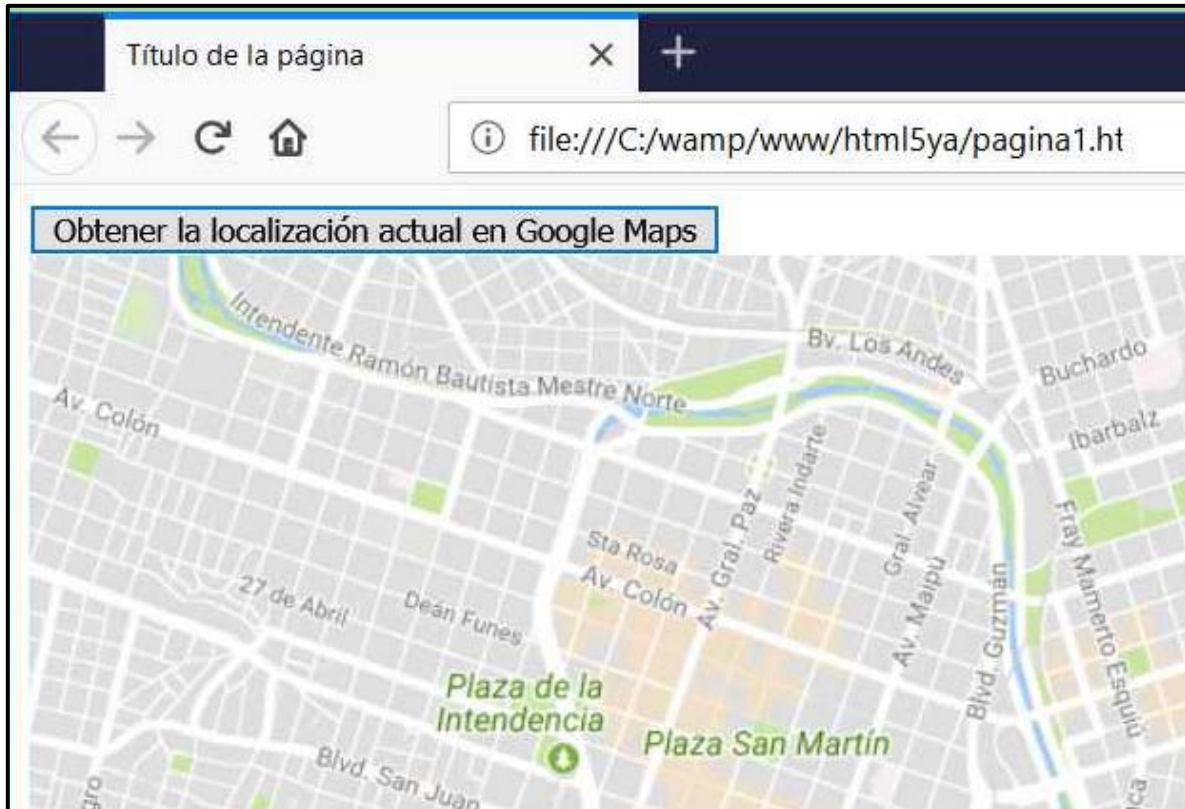 Título de la página
file:///C:/wamp/www/html5ya/pagina1.ht
Obtener la localización actual en Google Maps
Intendente Ramón Bautista Mestre Norte
Bv. Los Andes
Buchardo
Av. Colón
Ibarbalz
Rivera Indarte
Gral. Alvear
Av. Gral. Paz
Fray Mamerto Esquiú
Sta Rosa
Av. Colón
27 de Abril
Deán Funes
Av. Maipú
Blvd. Guzmán
Plaza de la
Intendencia
Plaza San Martín
Blvd. San Juan
gro
ca